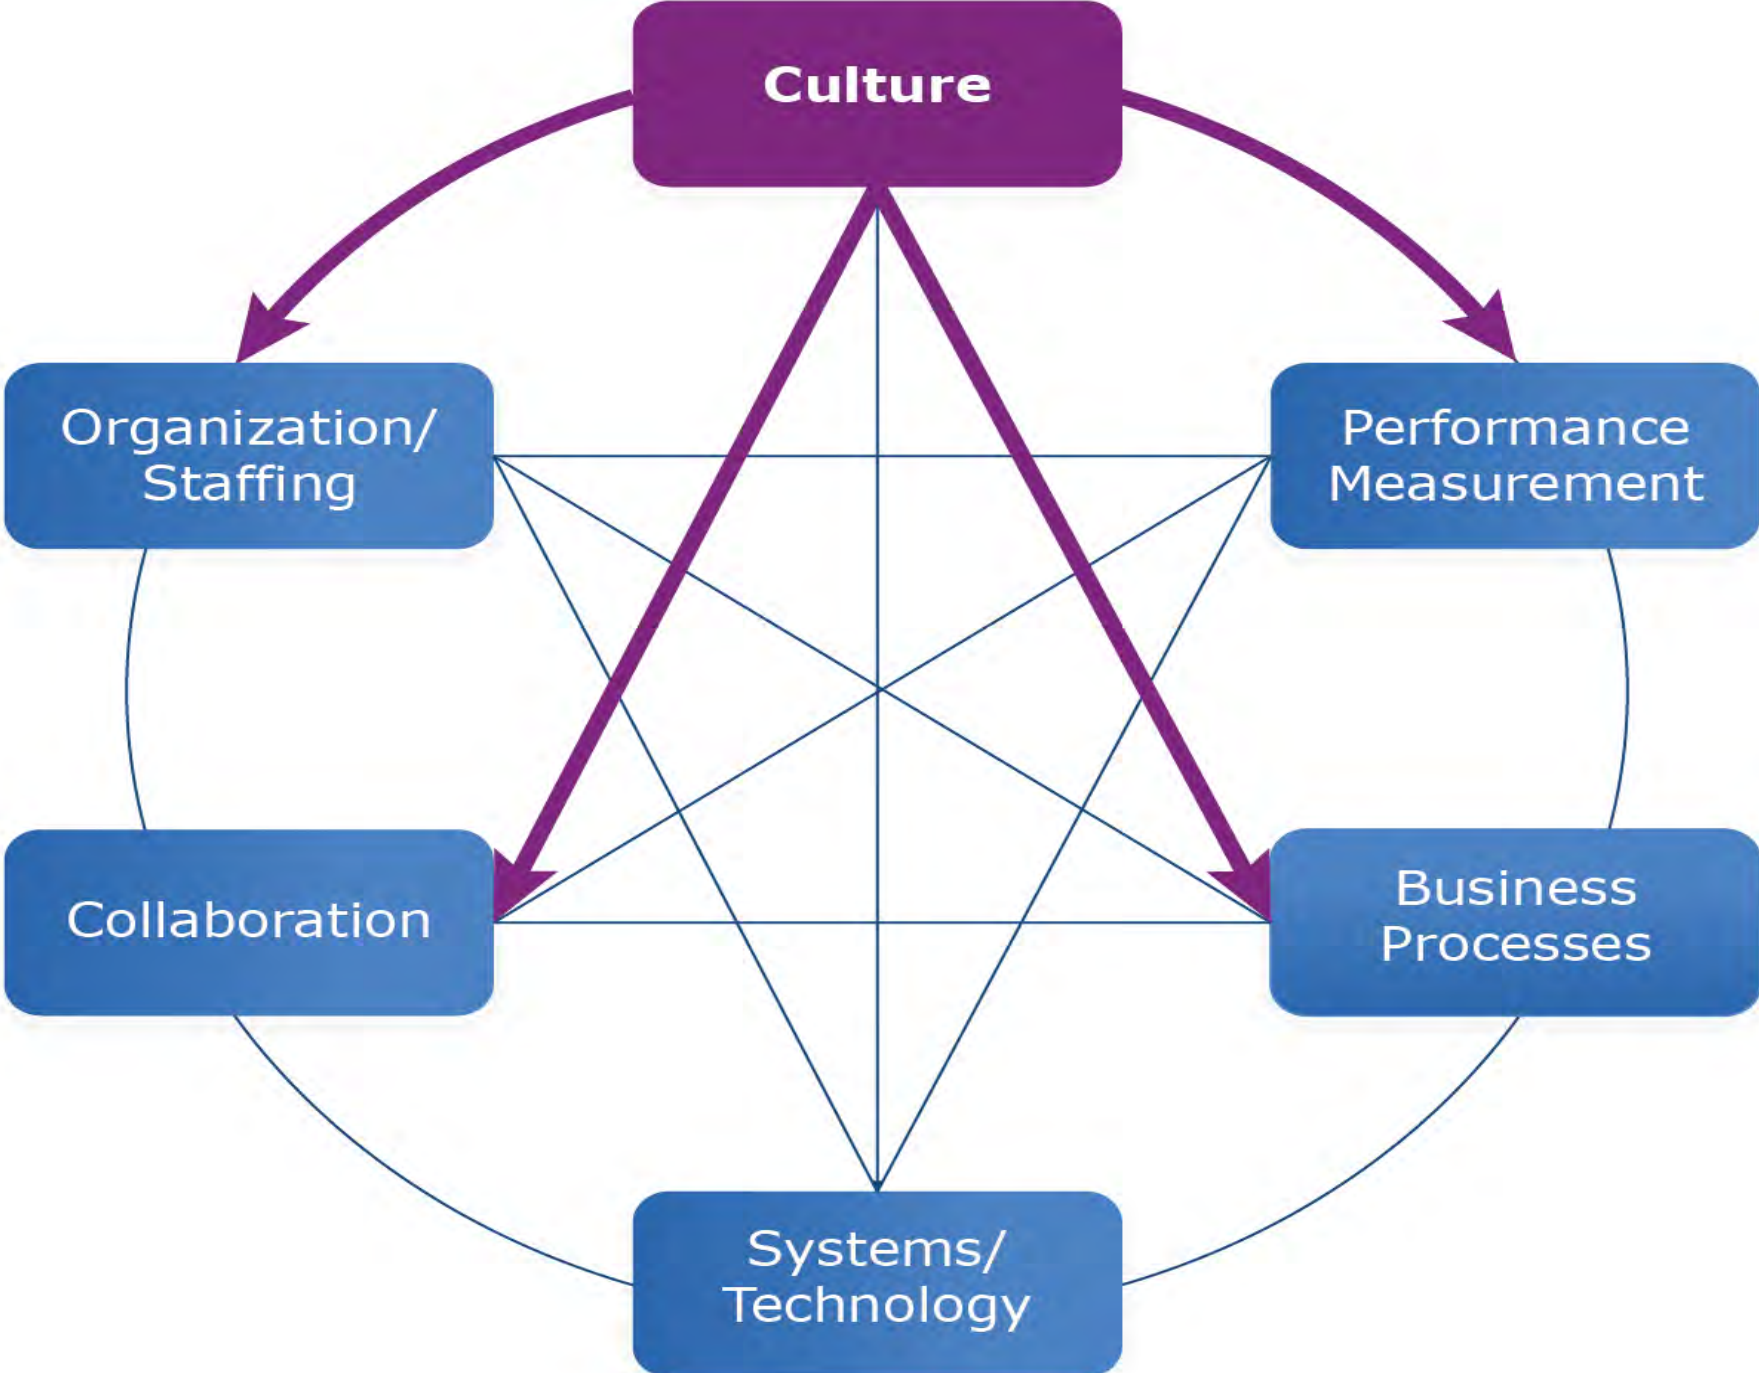 Culture
Organization/
Staffing
Performance
Measurement
Collaboration
Business
Processes
Systems/
Technology